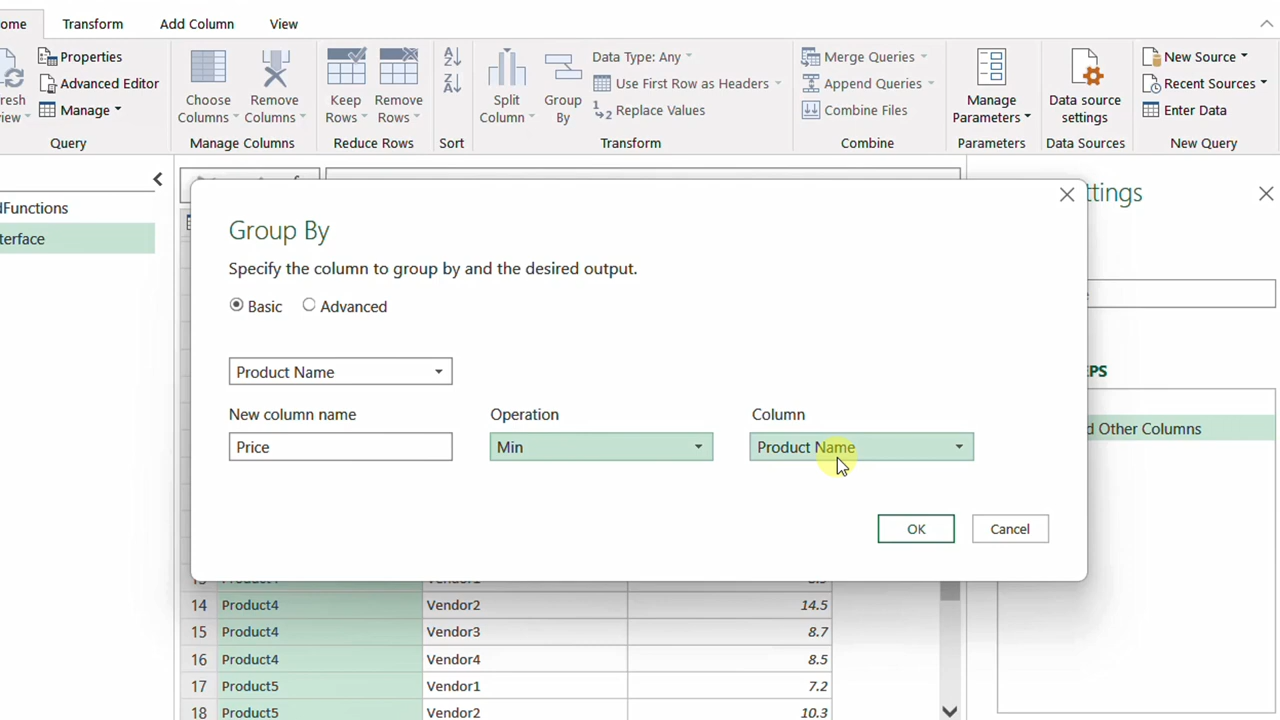 ome Transform Add Column View
Properties
Advanced Editor
Manage
resh
view
Query
Choose
Columns
Remove
Columns
Manage Columns
Keep
Rows
Remove
Rows
Reduce Rows
Sort
Split
Column
Group
By
Data Type: Any
Use First Row as Headers
Replace Values
Transform
Merge Queries
Append Queries
Combine Files
Combine
Manage
Parameters
Parameters
Data source
settings
Data Sources
New Source
Recent Sources
Enter Data
New Query
dFunctions
terface
ttings
EPS
d Other Columns
Group By
Specify the column to group by and the desired output.
Basic Advanced
Product Name
New column name Operation Column
Price Min Product Name
OK Cancel
14 Product4 Vendor2 14.5
15 Product4 Vendor3 8.7
16 Product4 Vendor4 8.5
17 Product5 Vendor1 7.2
18 Product5 Vendor2 10.3